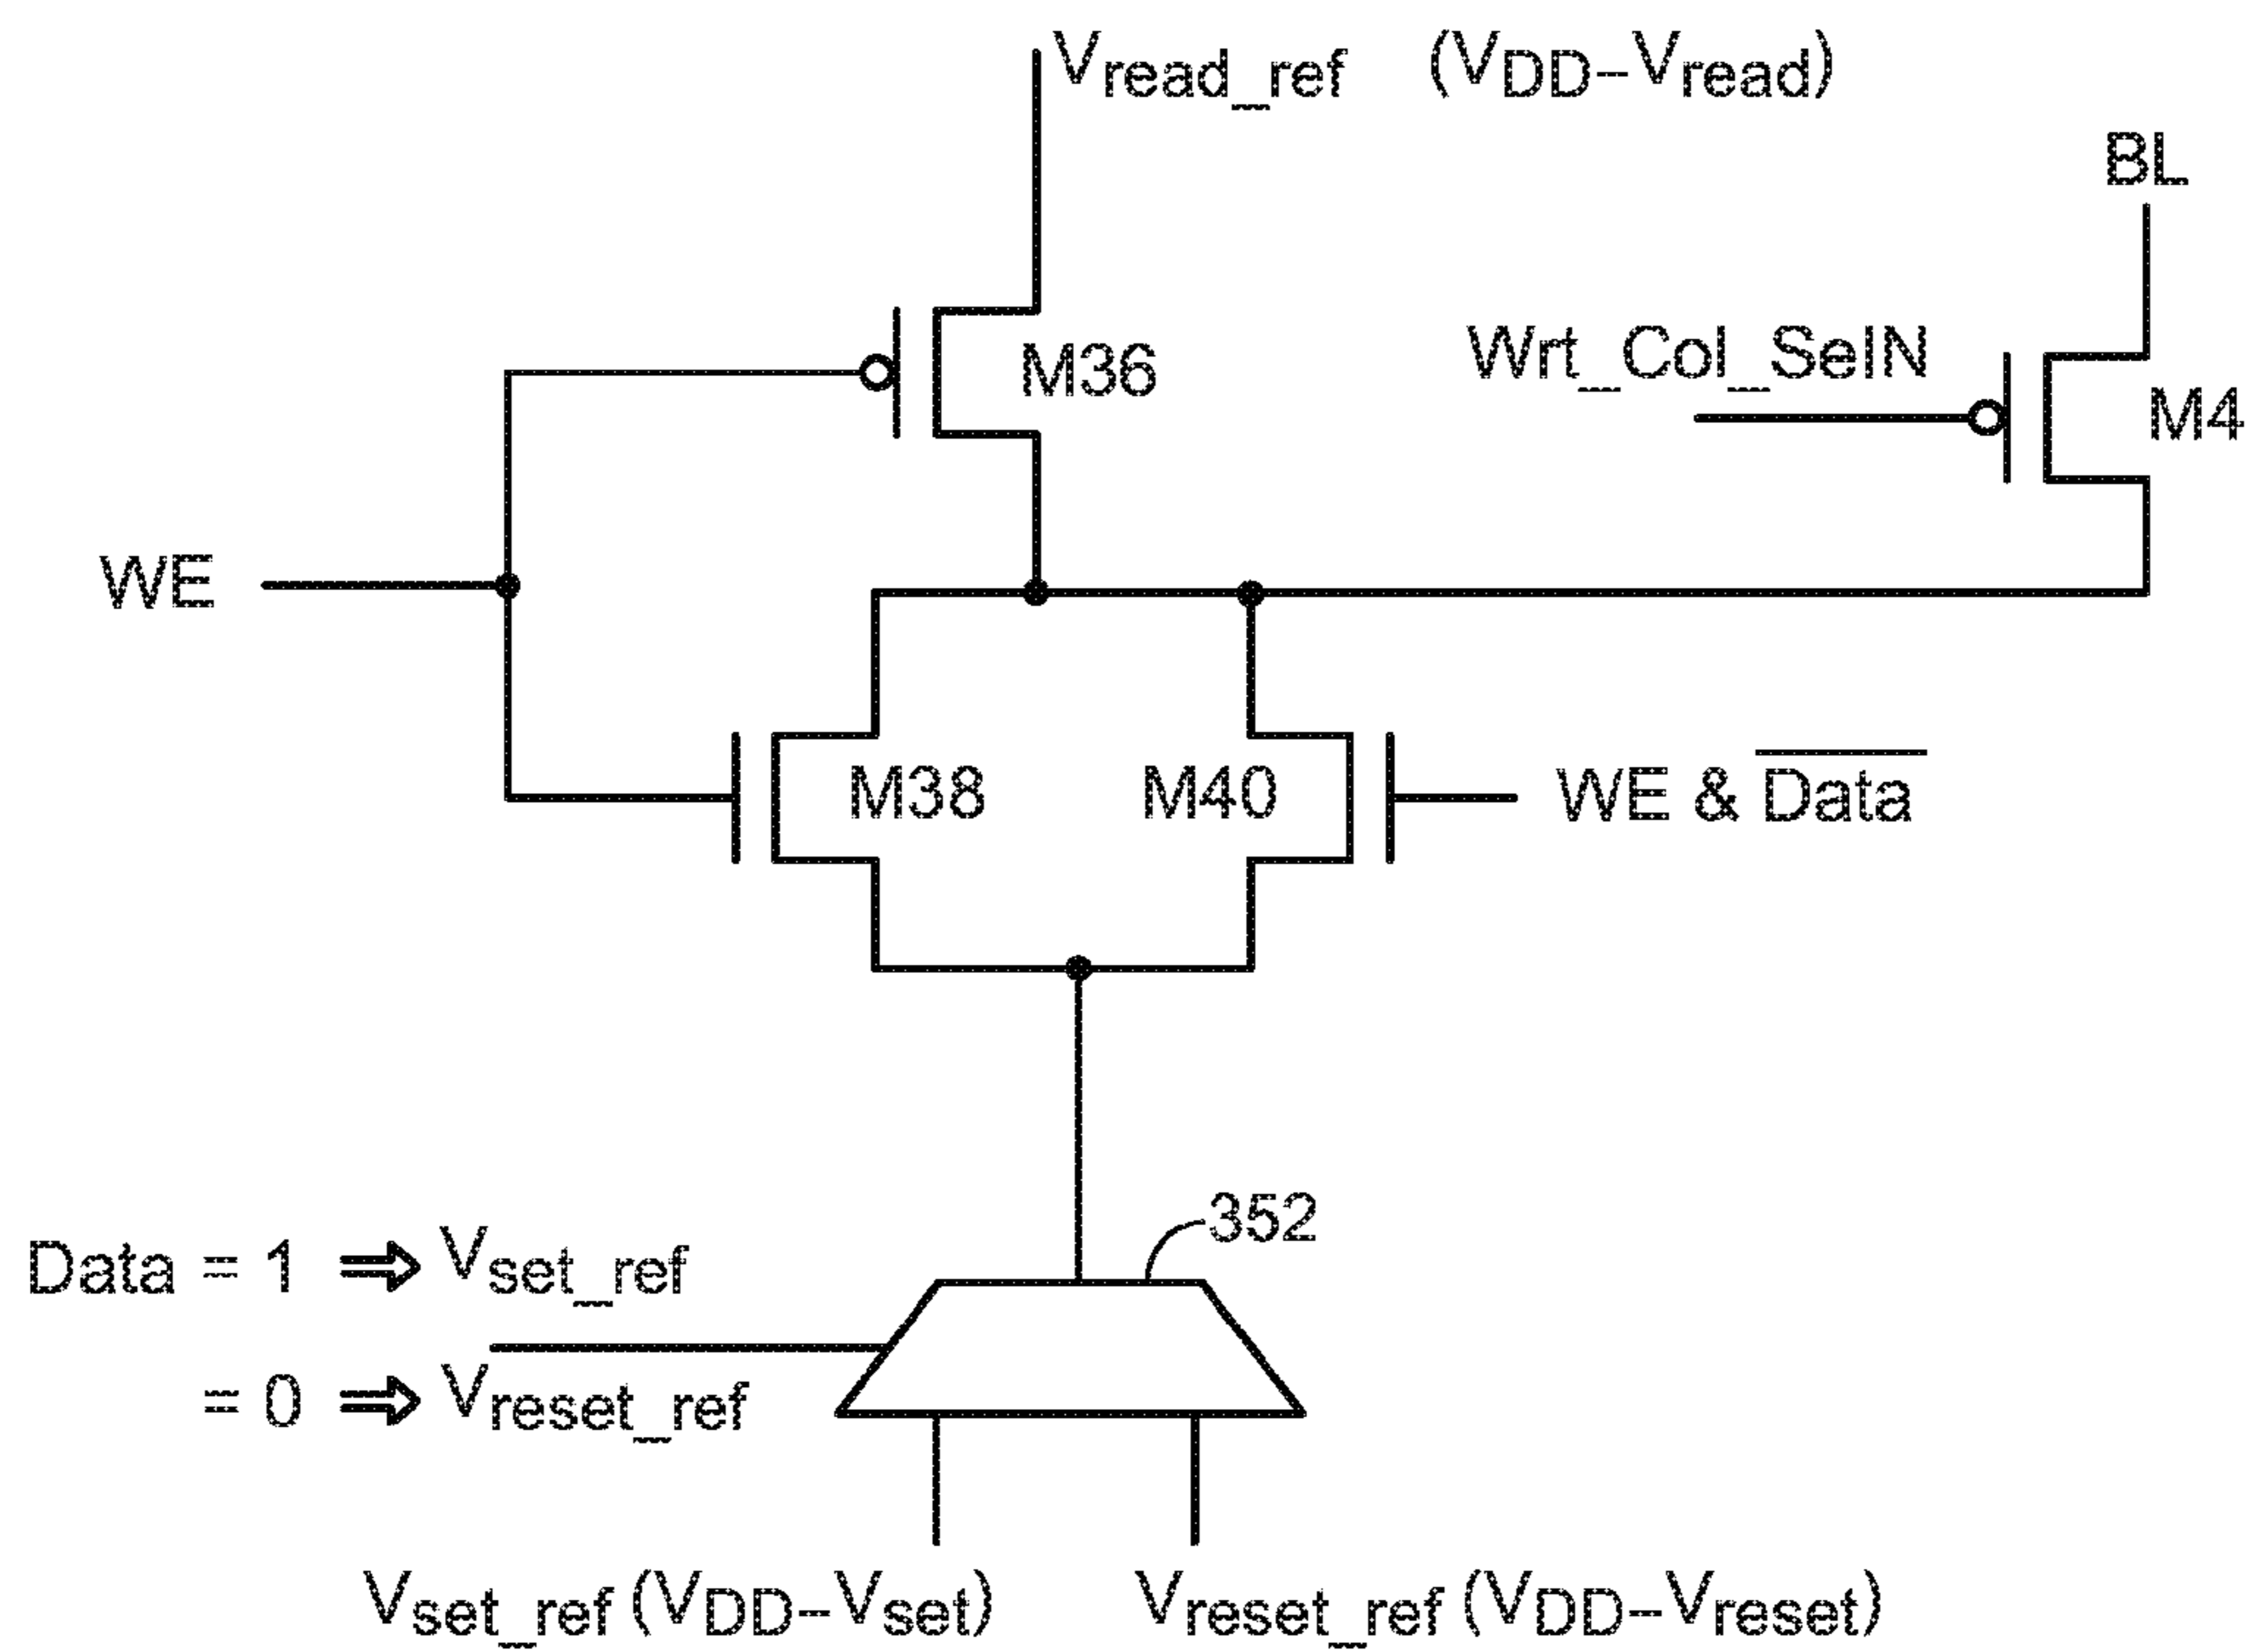 Vread_ref (VDD–Vread)
BL
Wrt_Col_SelN
M36
M4
WE
M38
M40
WE & D̅a̅t̅a̅
352
Data = 1 ⇒ Vset_ref
= 0 ⇒ Vreset_ref
Vset_ref (VDD–Vset)
Vreset_ref (VDD–Vreset)